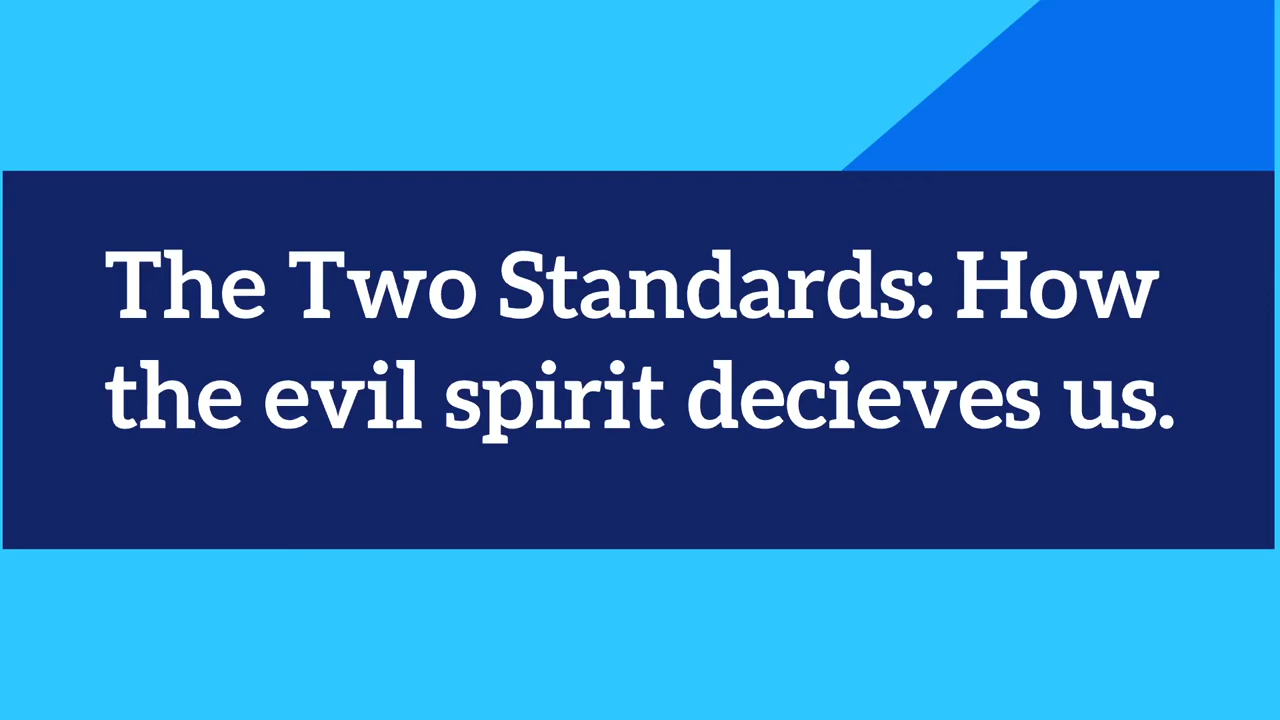 The Two Standards: How
the evil spirit decieves us.